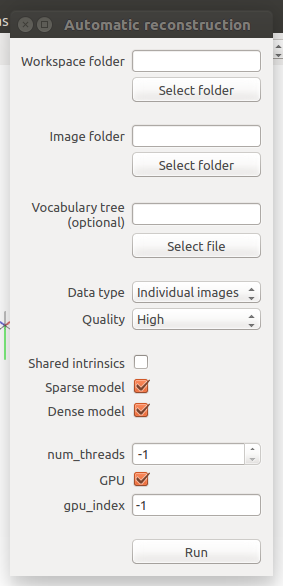 Automatic reconstruction
Workspace folder
Select folder
Image folder
Select folder
Vocabulary tree
(optional)
Select file
Data type Individual images
Quality High
Shared intrinsics
Sparse model
Dense model
num_threads -1
GPU
gpu_index -1
Run